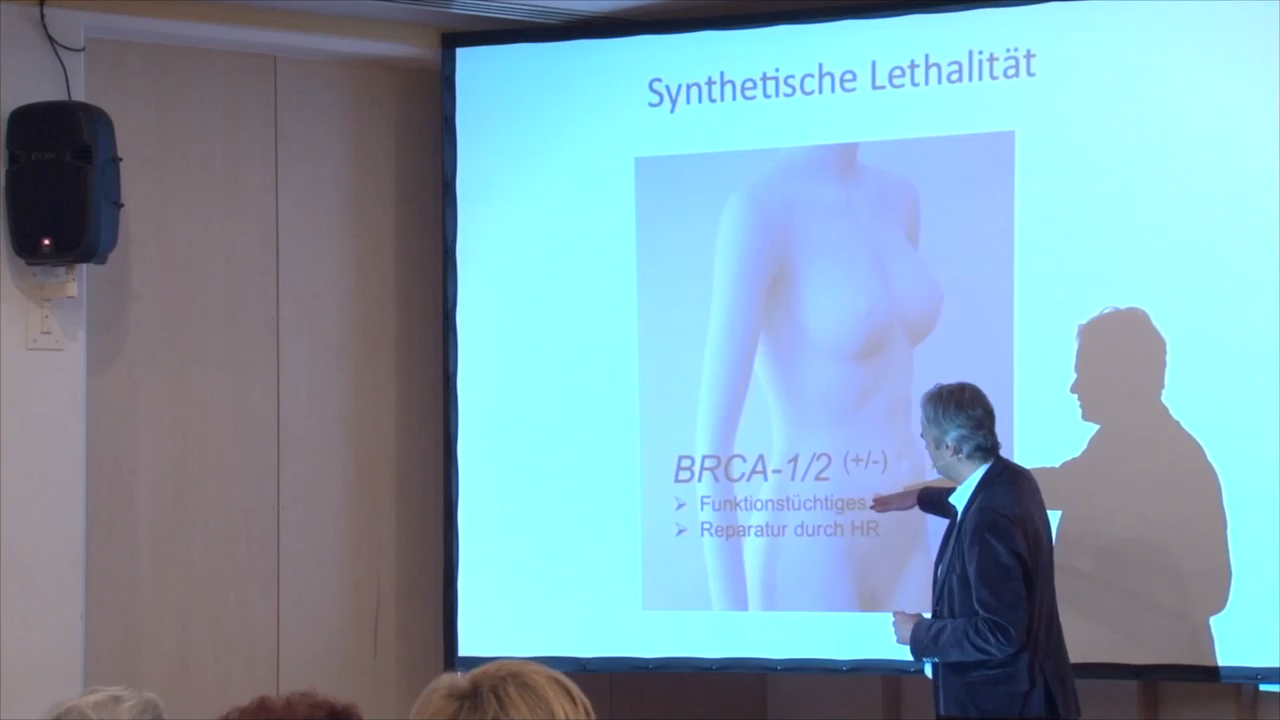 Synthetische Lethalität
BRCA-1/2 (+/-)
➢ Funktionstüchtiges
➢ Reparatur durch HR